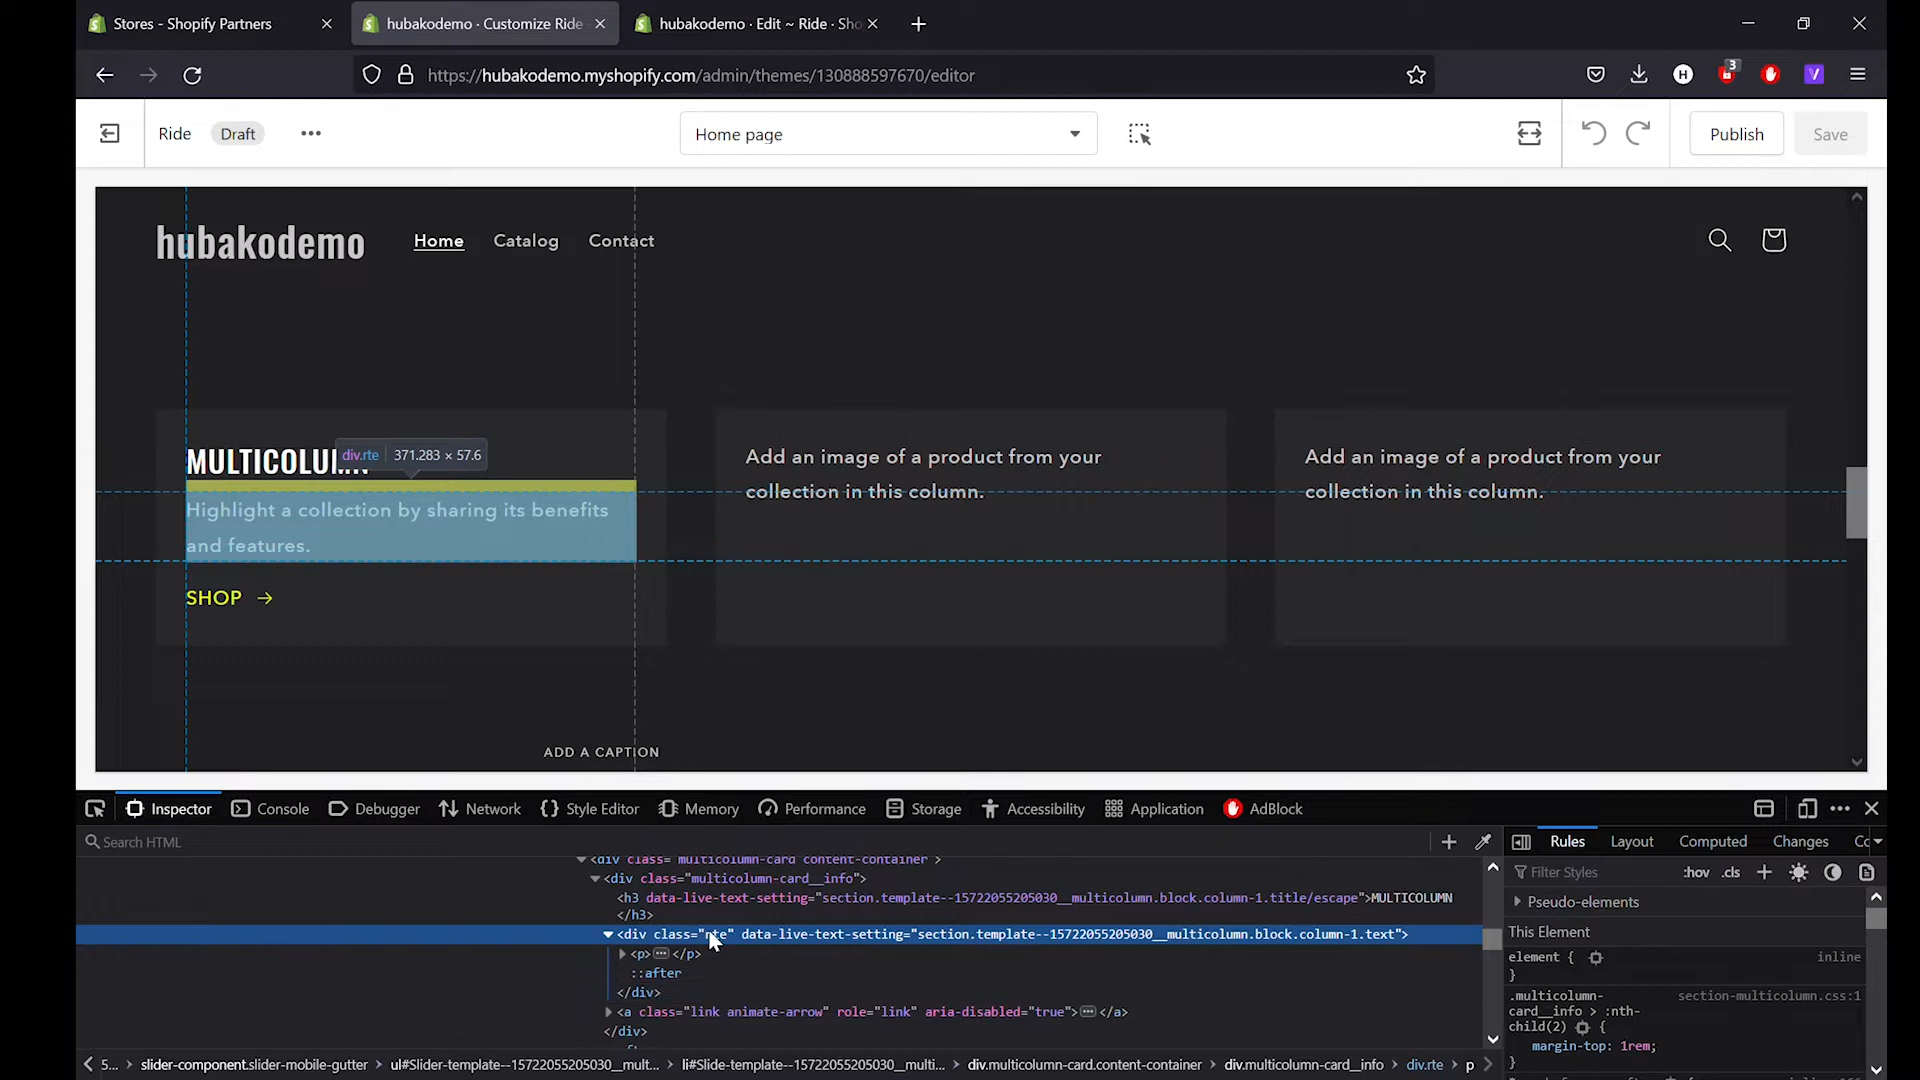 Stores - Shopify Partners
hubakodemo · Customize Ride
hubakodemo · Edit ~ Ride · Sho
https://hubakodemo.myshopify.com/admin/themes/130888597670/editor
3
H
V
Ride
Draft
Home page
Publish
Save
hubakodemo
Home
Catalog
Contact
div.rte 371.283 × 57.6
Add an image of a product from your
collection in this column.
Add an image of a product from your
collection in this column.
Highlight a collection by sharing its benefits
and features.
SHOP →
ADD A CAPTION
Inspector
Console
Debugger
Network
Style Editor
Memory
Performance
Storage
Accessibility
Application
AdBlock
Search HTML
Rules
Layout
Computed
Changes
Filter Styles
:hov
.cls
<div class="multicolumn-card content-container">
<div class="multicolumn-card__info">
<h3 data-live-text-setting="section.template--15722055205030__multicolumn.block.column-1.title/escape">MULTICOLUMN
</h3>
<div class="rte" data-live-text-setting="section.template--15722055205030__multicolumn.block.column-1.text">
<p> </p>
::after
</div>
<a class="link animate-arrow" role="link" aria-disabled="true"> </a>
</div>
Pseudo-elements
This Element
element { inline
}
.multicolumn- section-multicolumn.css:1
card__info > :nth-
child(2) {
margin-top: 1rem;
}
5...
slider-component.slider-mobile-gutter
ul#Slider-template--15722055205030__mult...
li#Slide-template--15722055205030__multi...
div.multicolumn-card.content-container
div.multicolumn-card__info
div.rte
p